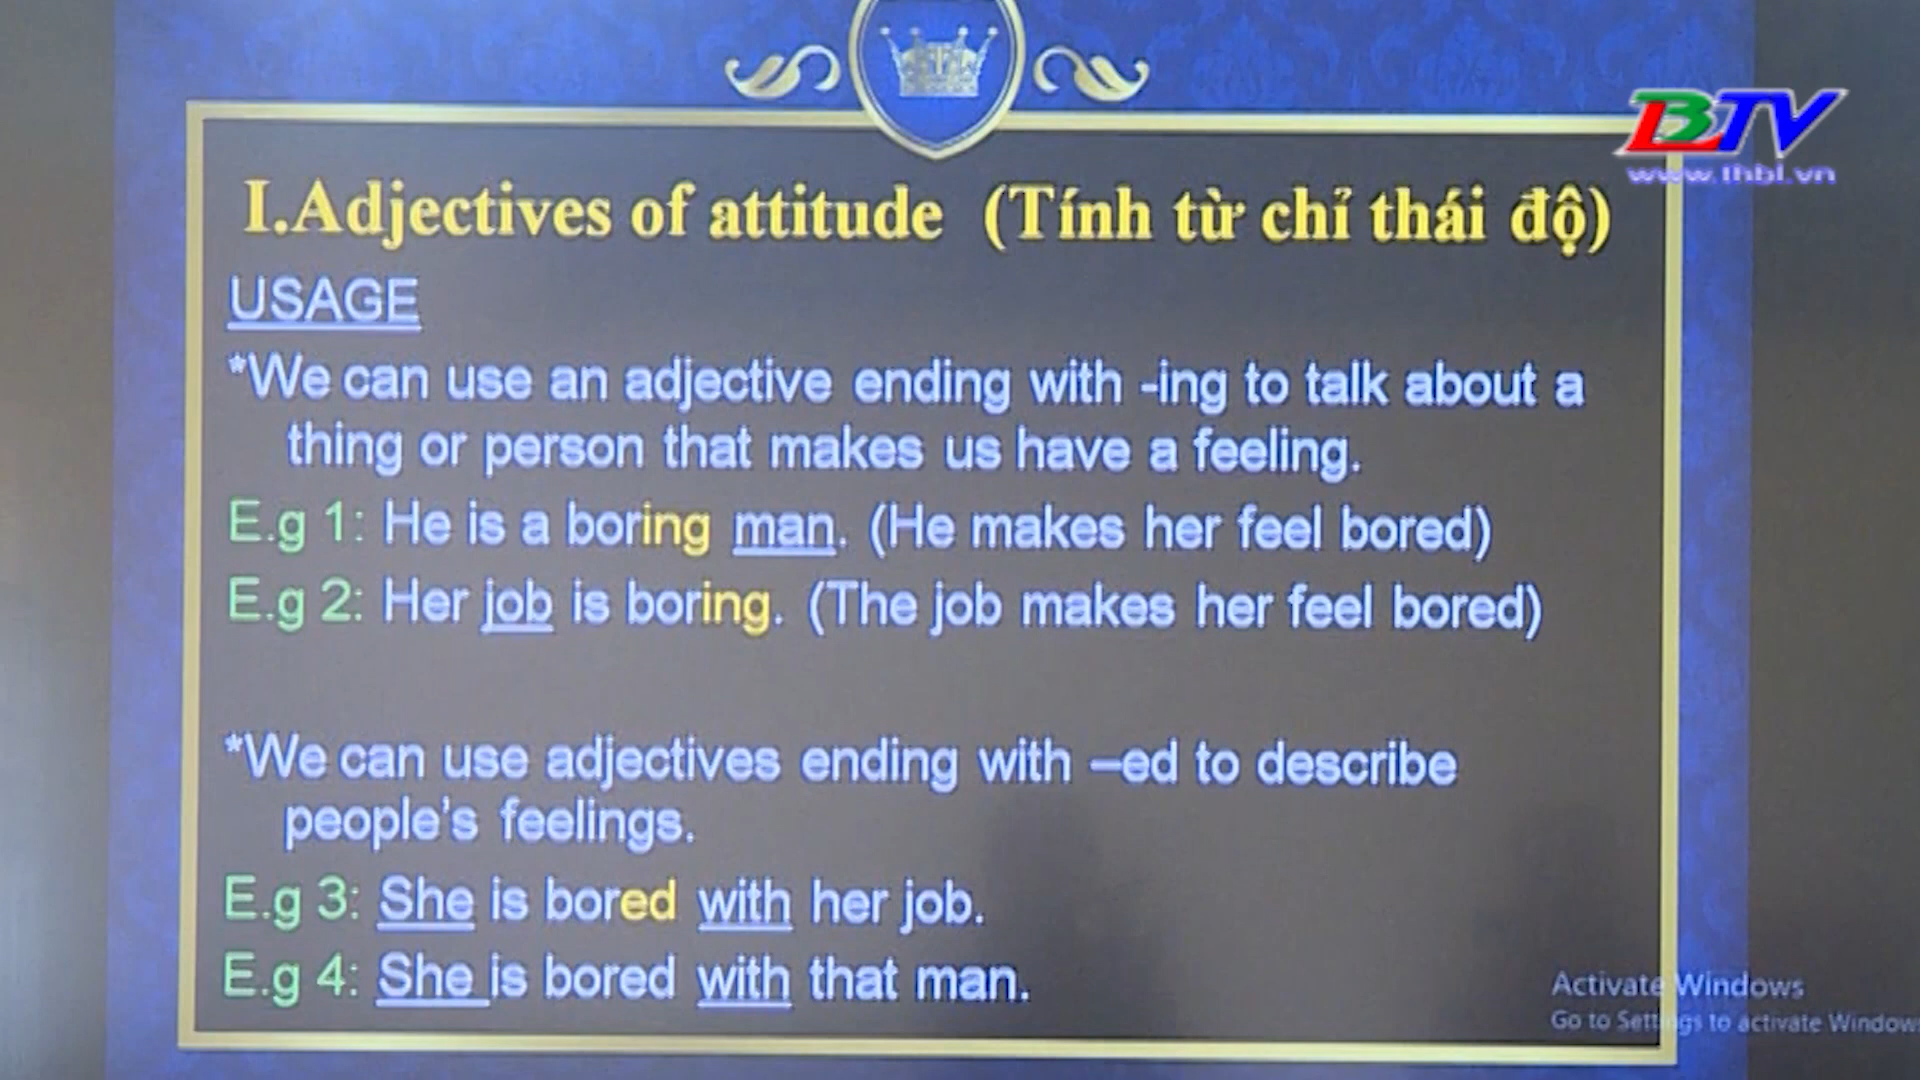 BTV
www.thbl.vn
I.Adjectives of attitude (Tính từ chỉ thái độ)
USAGE
*We can use an adjective ending with -ing to talk about a
thing or person that makes us have a feeling.
E.g 1: He is a boring man. (He makes her feel bored)
E.g 2: Her job is boring. (The job makes her feel bored)
*We can use adjectives ending with –ed to describe
people's feelings.
E.g 3: She is bored with her job.
E.g 4: She is bored with that man.
Activate Windows
Go to Settings to activate Windows